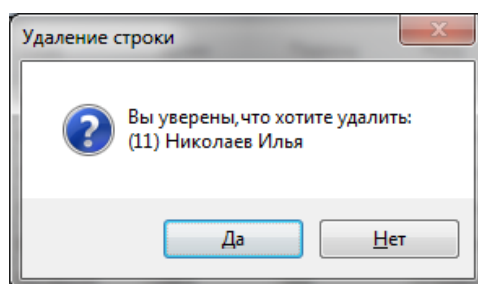 Удаление строки
Вы уверены,что хотите удалить:
(11) Николаев Илья
Да
Нет